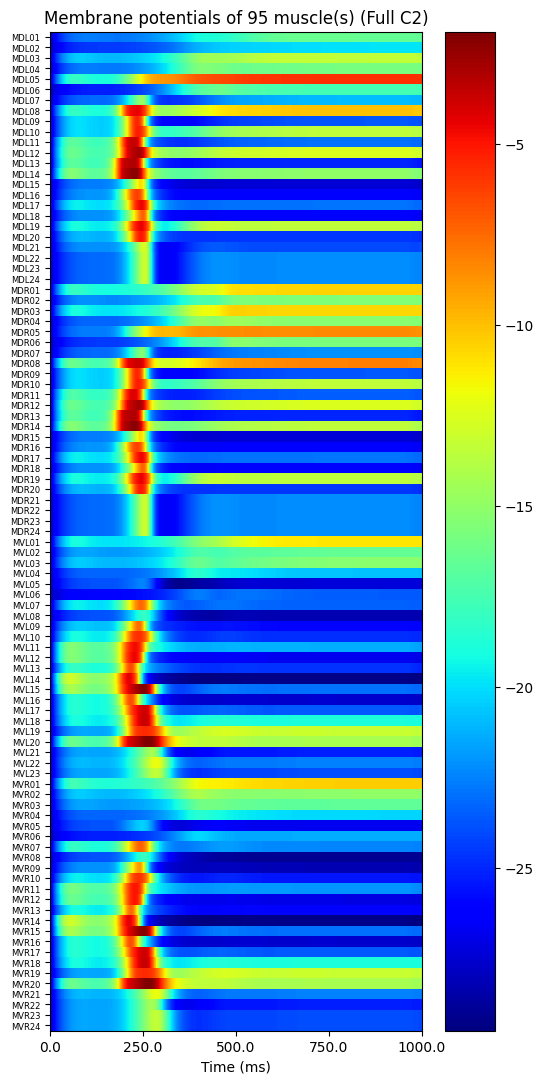 Membrane potentials of 95 muscle(s) (Full C2)
MDL01
MDL02
MDL03
MDL04
MDL05
MDL06
MDL07
MDL08
MDL09
MDL10
MDL11
MDL12
MDL13
MDL14
MDL15
MDL16
MDL17
MDL18
MDL19
MDL20
MDL21
MDL22
MDL23
MDL24
MDR01
MDR02
MDR03
MDR04
MDR05
MDR06
MDR07
MDR08
MDR09
MDR10
MDR11
MDR12
MDR13
MDR14
MDR15
MDR16
MDR17
MDR18
MDR19
MDR20
MDR21
MDR22
MDR23
MDR24
MVL01
MVL02
MVL03
MVL04
MVL05
MVL06
MVL07
MVL08
MVL09
MVL10
MVL11
MVL12
MVL13
MVL14
MVL15
MVL16
MVL17
MVL18
MVL19
MVL20
MVL21
MVL22
MVL23
MVR01
MVR02
MVR03
MVR04
MVR05
MVR06
MVR07
MVR08
MVR09
MVR10
MVR11
MVR12
MVR13
MVR14
MVR15
MVR16
MVR17
MVR18
MVR19
MVR20
MVR21
MVR22
MVR23
MVR24
0.0 250.0 500.0 750.0 1000.0
Time (ms)
−5
−10
−15
−20
−25